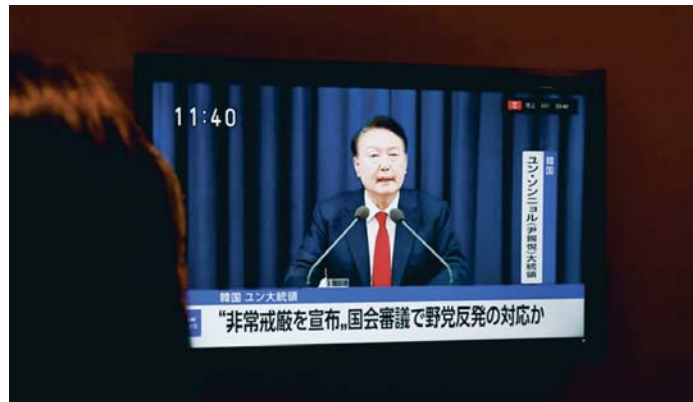 11:40
韓国
ユン・ソンニョル(尹錫悦)大統領
韓国 ユン大統領
“非常戒厳を宣布„国会審議で野党反発の対応か